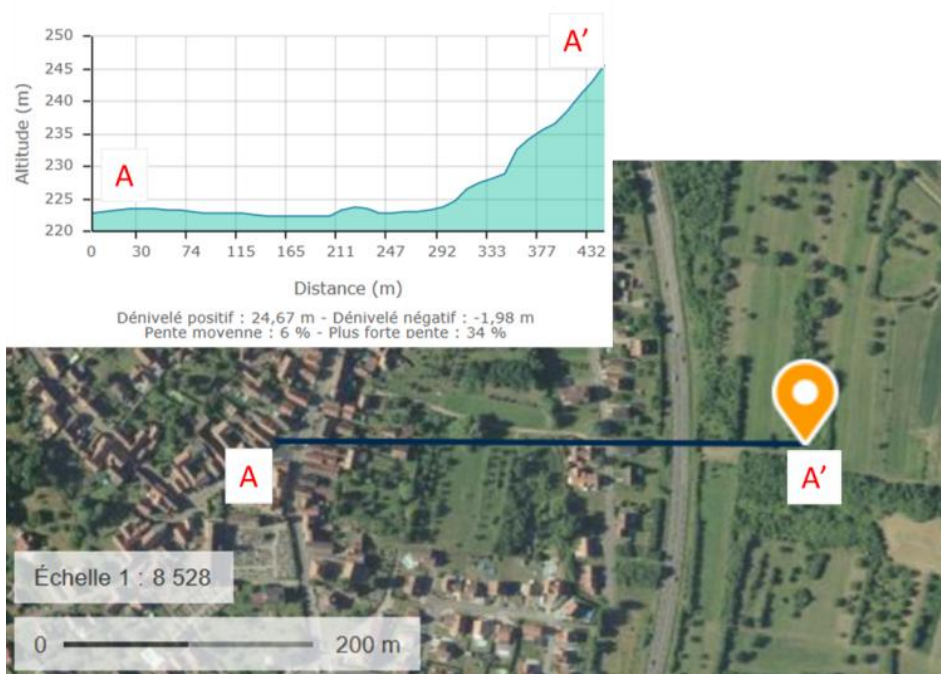 250
245
240
235
230
225
220
Altitude (m)
A
A'
0 30 74 115 165 211 247 292 333 377 432
Distance (m)
Dénivelé positif : 24,67 m - Dénivelé négatif : -1,98 m
Pente moyenne : 6 % - Plus forte pente : 34 %
A
A'
Échelle 1 : 8 528
0 200 m